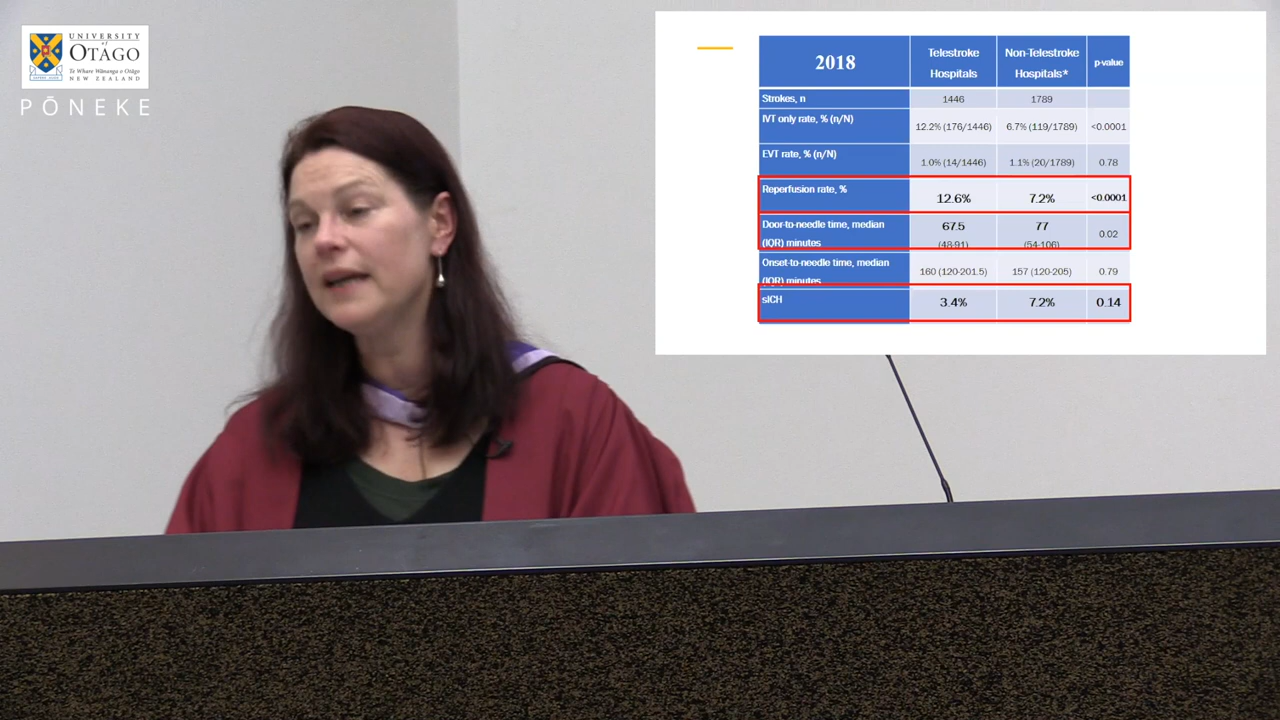 UNIVERSITY
of
OTAGO
Te Whare Wānanga o Otāgo
NEW ZEALAND
PŌNEKE
2018
Telestroke Hospitals
Non-Telestroke Hospitals*
p-value
Strokes, n
1446
1789
IVT only rate, % (n/N)
12.2% (176/1446)
6.7% (119/1789)
<0.0001
EVT rate, % (n/N)
1.0% (14/1446)
1.1% (20/1789)
0.78
Reperfusion rate, %
12.6%
7.2%
<0.0001
Door-to-needle time, median
(IQR) minutes
67.5
(48-91)
77
(54-106)
0.02
Onset-to-needle time, median
(IQR) minutes
160 (120-201.5)
157 (120-205)
0.79
sICH
3.4%
7.2%
0.14